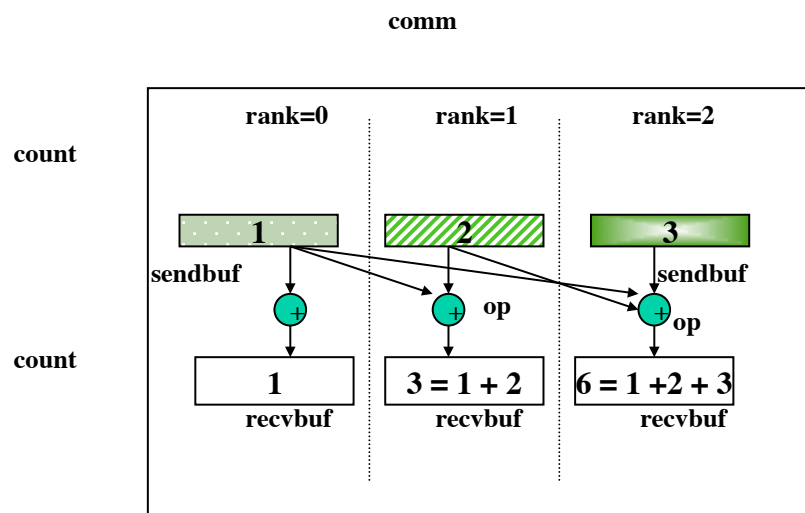 comm
rank=0 rank=1 rank=2
count
1 2 3
sendbuf sendbuf
+ + op +
op
count
1 3 = 1 + 2 6 = 1 +2 + 3
recvbuf recvbuf recvbuf